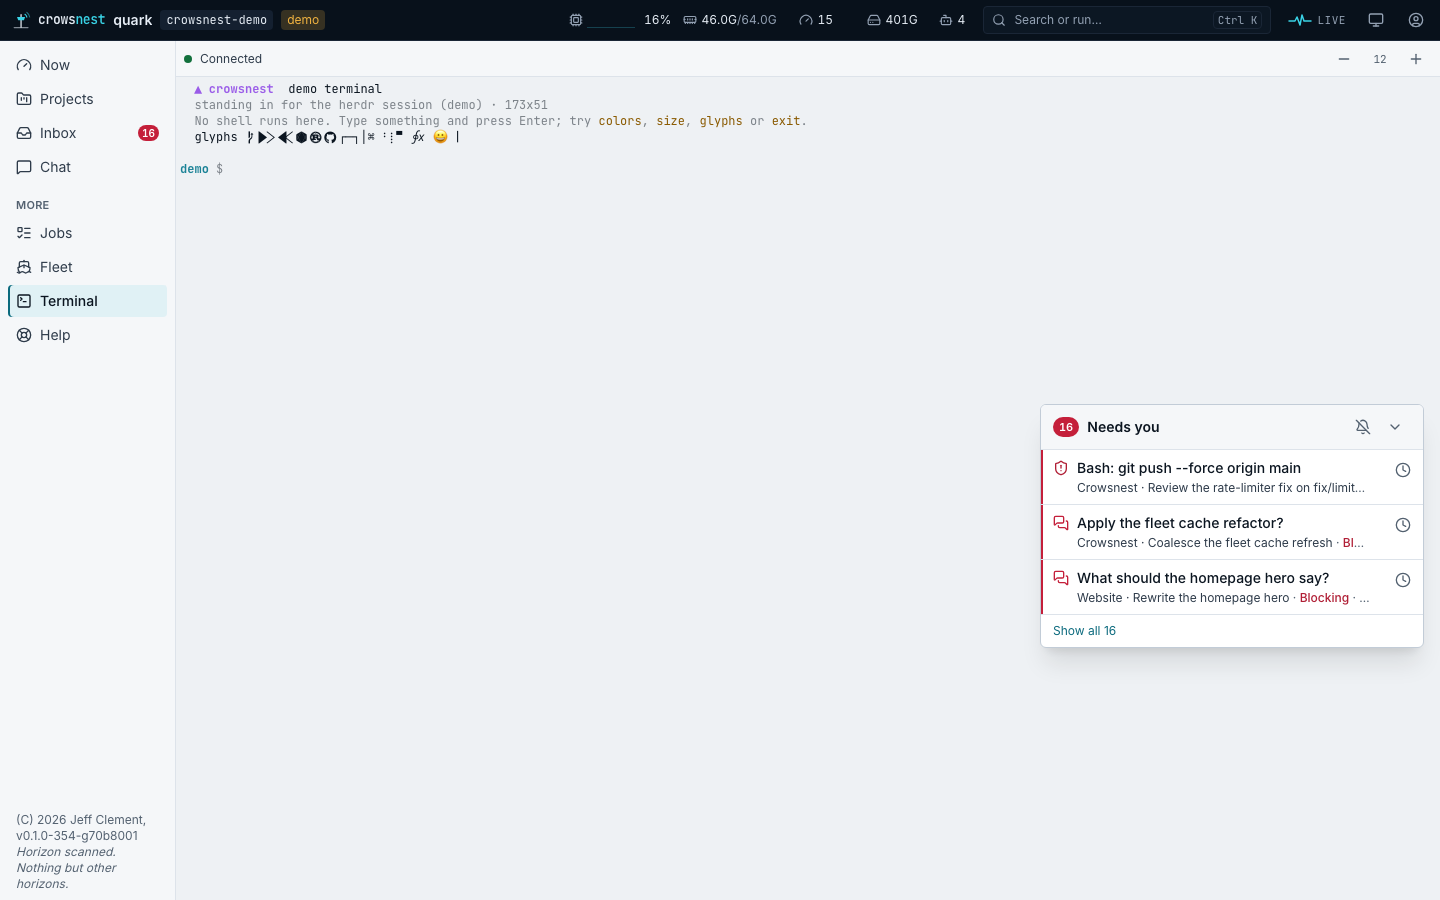 crowsnest quark crowsnest-demo demo 16% 46.0G/64.0G 15 401G 4 Search or run... Ctrl K LIVE
Now
Projects
Inbox 16
Chat
MORE
Jobs
Fleet
Terminal
Help
(C) 2026 Jeff Clement,
v0.1.0-354-g70b8001
Horizon scanned.
Nothing but other
horizons.
Connected 12
▲ crowsnest demo terminal
standing in for the herdr session (demo) · 173x51
No shell runs here. Type something and press Enter; try colors, size, glyphs or exit.
glyphs
demo $
16 Needs you
Bash: git push --force origin main
Crowsnest · Review the rate-limiter fix on fix/limit...
Apply the fleet cache refactor?
Crowsnest · Coalesce the fleet cache refresh · Bl...
What should the homepage hero say?
Website · Rewrite the homepage hero · Blocking · ...
Show all 16